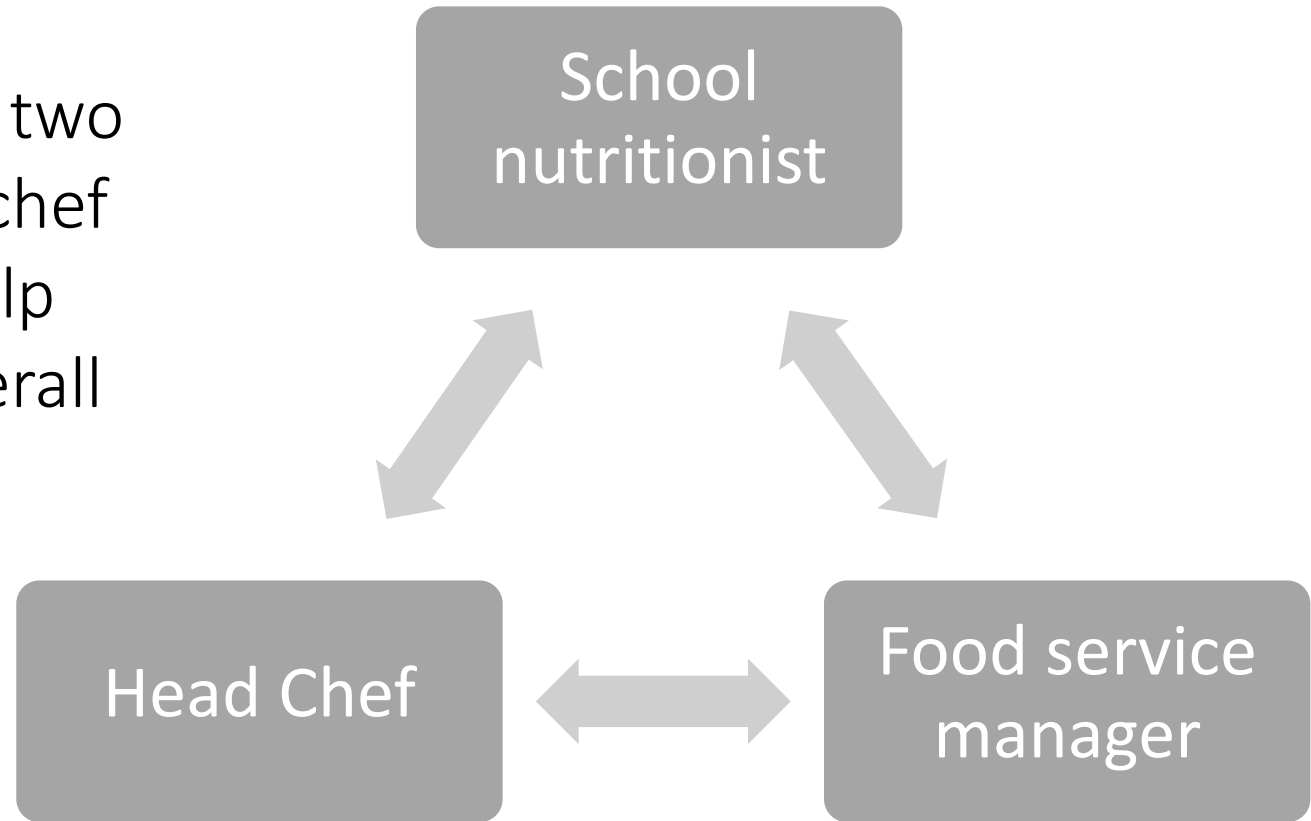 two
chef
lp
erall
School
nutritionist
Head Chef
Food service
manager